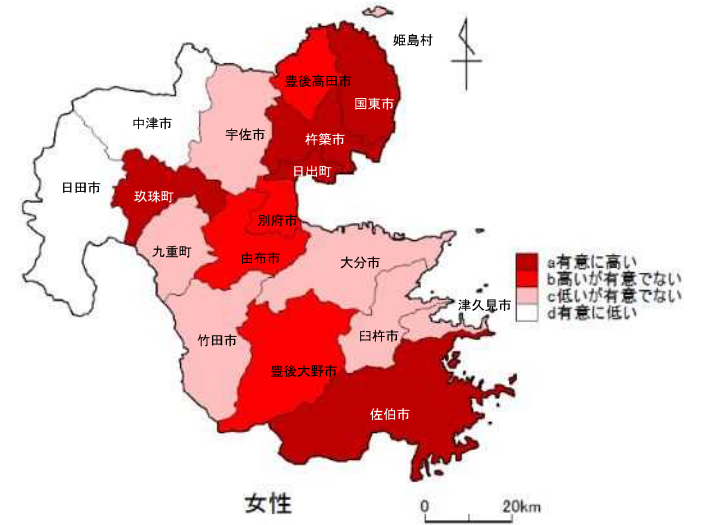 姫島村
豊後高田市
国東市
中津市
宇佐市
杵築市
日出町
日田市
玖珠町
別府市
九重町
由布市
大分市
a有意に高い
b高いが有意でない
c低いが有意でない
d有意に低い
津久見市
竹田市
臼杵市
豊後大野市
佐伯市
女性
0 20km